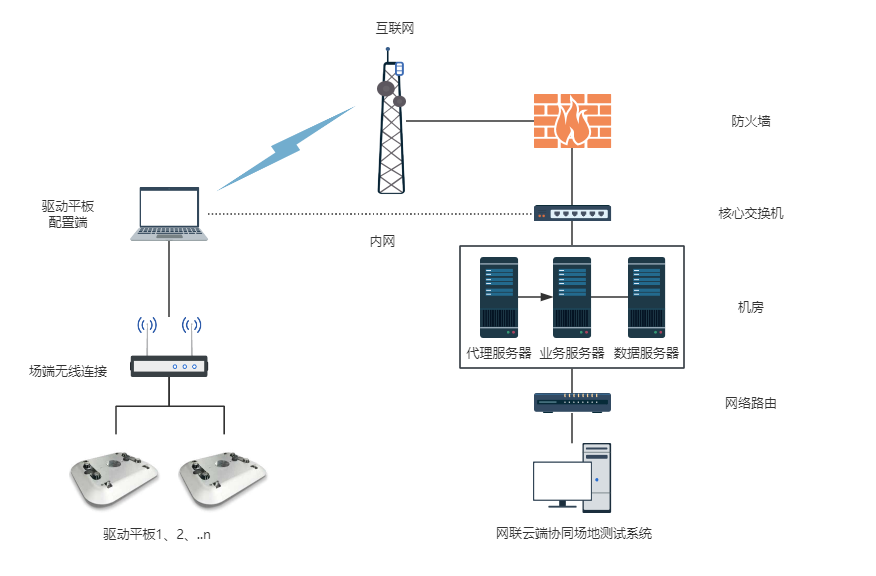 互联网
防火墙
驱动平板
配置端
核心交换机
内网
机房
代理服务器
业务服务器
数据服务器
场端无线连接
网络路由
驱动平板1、2、..n
网联云端协同场地测试系统